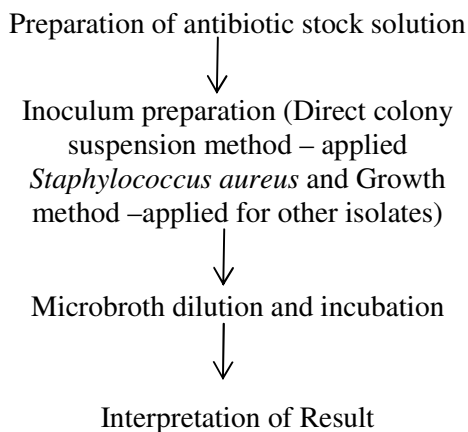 Preparation of antibiotic stock solution
Inoculum preparation (Direct colony
suspension method – applied
Staphylococcus aureus and Growth
method –applied for other isolates)
Microbroth dilution and incubation
Interpretation of Result